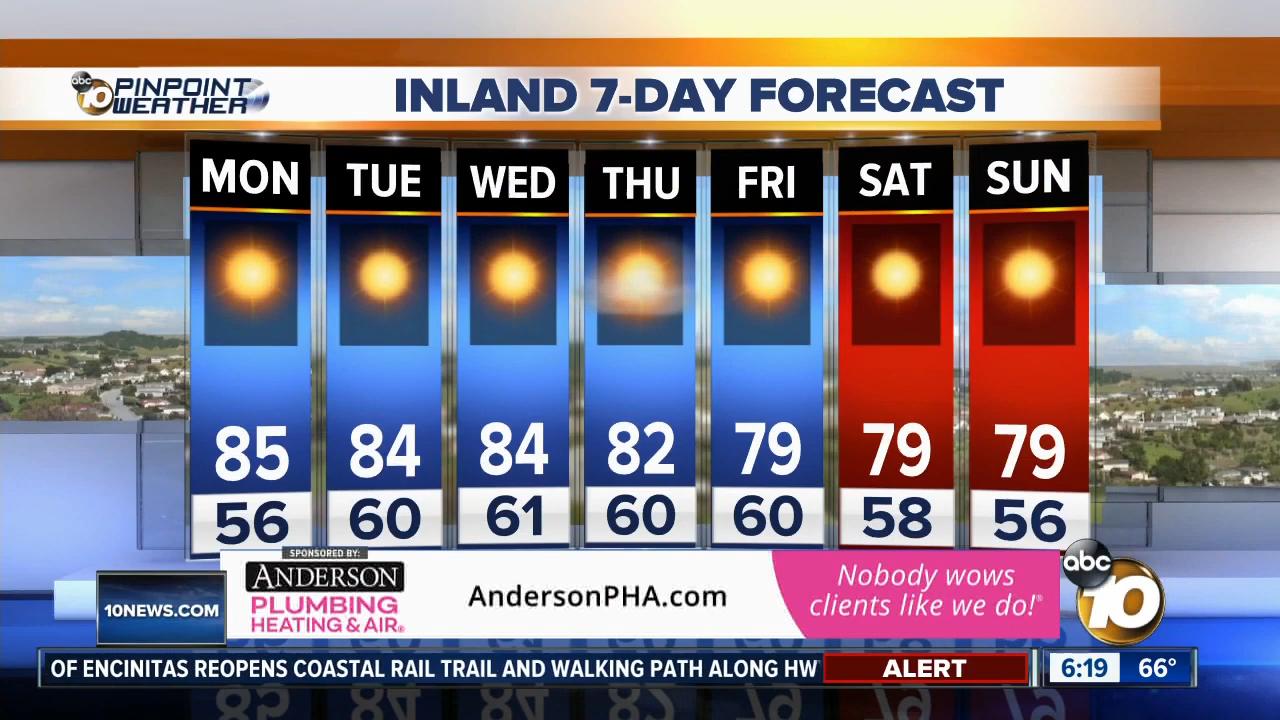 abc 10 PINPOINT WEATHER
INLAND 7-DAY FORECAST
MON TUE WED THU FRI SAT SUN
85 84 84 82 79 79 79
56 60 61 60 60 58 56
SPONSORED BY:
ANDERSON
PLUMBING
HEATING & AIR®
AndersonPHA.com
Nobody wows
clients like we do!®
abc 10
10NEWS.COM
OF ENCINITAS REOPENS COASTAL RAIL TRAIL AND WALKING PATH ALONG HW
ALERT
6:19 66°